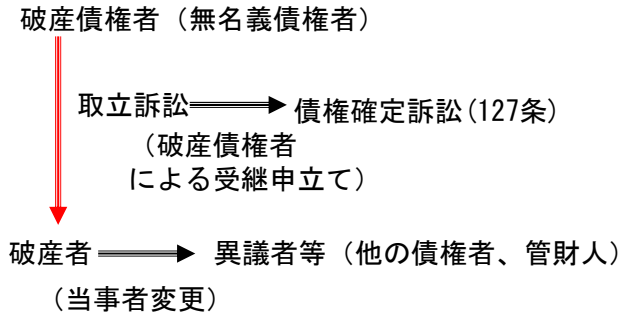 破産債権者（無名義債権者）
取立訴訟 債権確定訴訟(127条)
（破産債権者
による受継申立て）
破産者 異議者等（他の債権者、管財人）
（当事者変更）